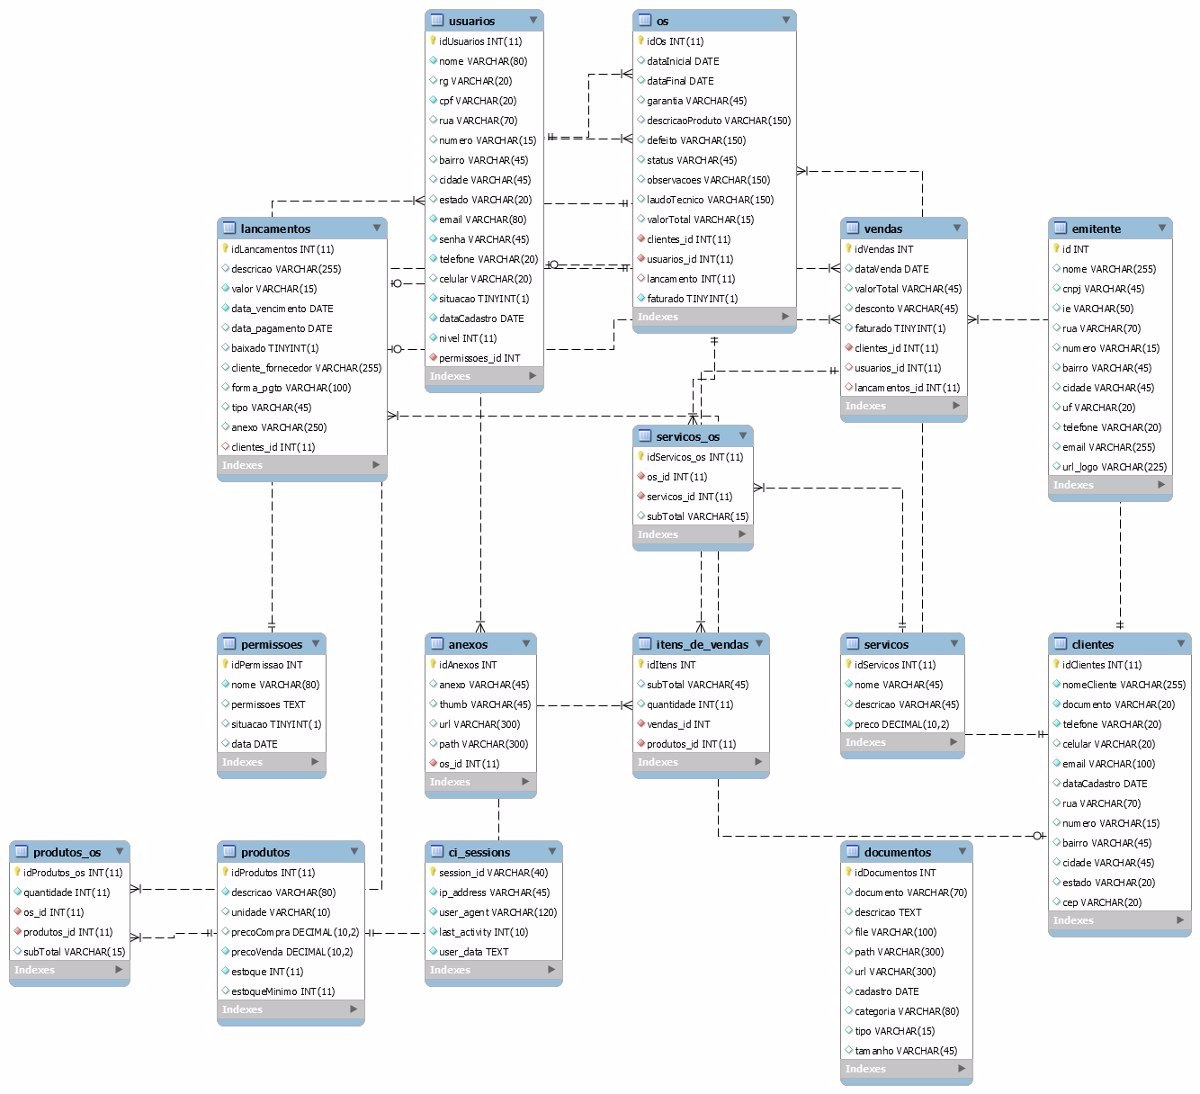 usuarios
idUsuarios INT(11)
nome VARCHAR(80)
rg VARCHAR(20)
cpf VARCHAR(20)
rua VARCHAR(70)
numero VARCHAR(15)
bairro VARCHAR(45)
cidade VARCHAR(45)
estado VARCHAR(20)
email VARCHAR(80)
senha VARCHAR(45)
telefone VARCHAR(20)
celular VARCHAR(20)
situacao TINYINT(1)
dataCadastro DATE
nivel INT(11)
permissoes_id INT
Indexes
os
idOs INT(11)
dataInicial DATE
dataFinal DATE
garantia VARCHAR(45)
descricaoProduto VARCHAR(150)
defeito VARCHAR(150)
status VARCHAR(45)
observacoes VARCHAR(150)
laudoTecnico VARCHAR(150)
valorTotal VARCHAR(15)
clientes_id INT(11)
usuarios_id INT(11)
lancamento INT(11)
faturado TINYINT(1)
Indexes
lancamentos
idLancamentos INT(11)
descricao VARCHAR(255)
valor VARCHAR(15)
data_vencimento DATE
data_pagamento DATE
baixado TINYINT(1)
cliente_fornecedor VARCHAR(255)
forma_pgto VARCHAR(100)
tipo VARCHAR(45)
anexo VARCHAR(250)
clientes_id INT(11)
Indexes
vendas
idVendas INT
dataVenda DATE
valorTotal VARCHAR(45)
desconto VARCHAR(45)
faturado TINYINT(1)
clientes_id INT(11)
usuarios_id INT(11)
lancamentos_id INT(11)
Indexes
emitente
id INT
nome VARCHAR(255)
cnpj VARCHAR(45)
ie VARCHAR(50)
rua VARCHAR(70)
numero VARCHAR(15)
bairro VARCHAR(45)
cidade VARCHAR(45)
uf VARCHAR(20)
telefone VARCHAR(20)
email VARCHAR(255)
url_logo VARCHAR(225)
Indexes
servicos_os
idServicos_os INT(11)
os_id INT(11)
servicos_id INT(11)
subTotal VARCHAR(15)
Indexes
permissoes
idPermissao INT
nome VARCHAR(80)
permissoes TEXT
situacao TINYINT(1)
data DATE
Indexes
anexos
idAnexos INT
anexo VARCHAR(45)
thumb VARCHAR(45)
url VARCHAR(300)
path VARCHAR(300)
os_id INT(11)
Indexes
itens_de_vendas
idItens INT
subTotal VARCHAR(45)
quantidade INT(11)
vendas_id INT
produtos_id INT(11)
Indexes
servicos
idServicos INT(11)
nome VARCHAR(45)
descricao VARCHAR(45)
preco DECIMAL(10,2)
Indexes
clientes
idClientes INT(11)
nomeCliente VARCHAR(255)
documento VARCHAR(20)
telefone VARCHAR(20)
celular VARCHAR(20)
email VARCHAR(100)
dataCadastro DATE
rua VARCHAR(70)
numero VARCHAR(15)
bairro VARCHAR(45)
cidade VARCHAR(45)
estado VARCHAR(20)
cep VARCHAR(20)
Indexes
produtos_os
idProdutos_os INT(11)
quantidade INT(11)
os_id INT(11)
produtos_id INT(11)
subTotal VARCHAR(15)
Indexes
produtos
idProdutos INT(11)
descricao VARCHAR(80)
unidade VARCHAR(10)
precoCompra DECIMAL(10,2)
precoVenda DECIMAL(10,2)
estoque INT(11)
estoqueMinimo INT(11)
Indexes
ci_sessions
session_id VARCHAR(40)
ip_address VARCHAR(45)
user_agent VARCHAR(120)
last_activity INT(10)
user_data TEXT
Indexes
documentos
idDocumentos INT
documento VARCHAR(70)
descricao TEXT
file VARCHAR(100)
path VARCHAR(300)
url VARCHAR(300)
cadastro DATE
categoria VARCHAR(80)
tipo VARCHAR(15)
tamanho VARCHAR(45)
Indexes